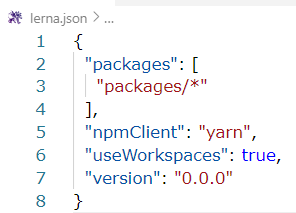 lerna.json > ...
1 {
2   "packages": [
3     "packages/*"
4   ],
5   "npmClient": "yarn",
6   "useWorkspaces": true,
7   "version": "0.0.0"
8 }